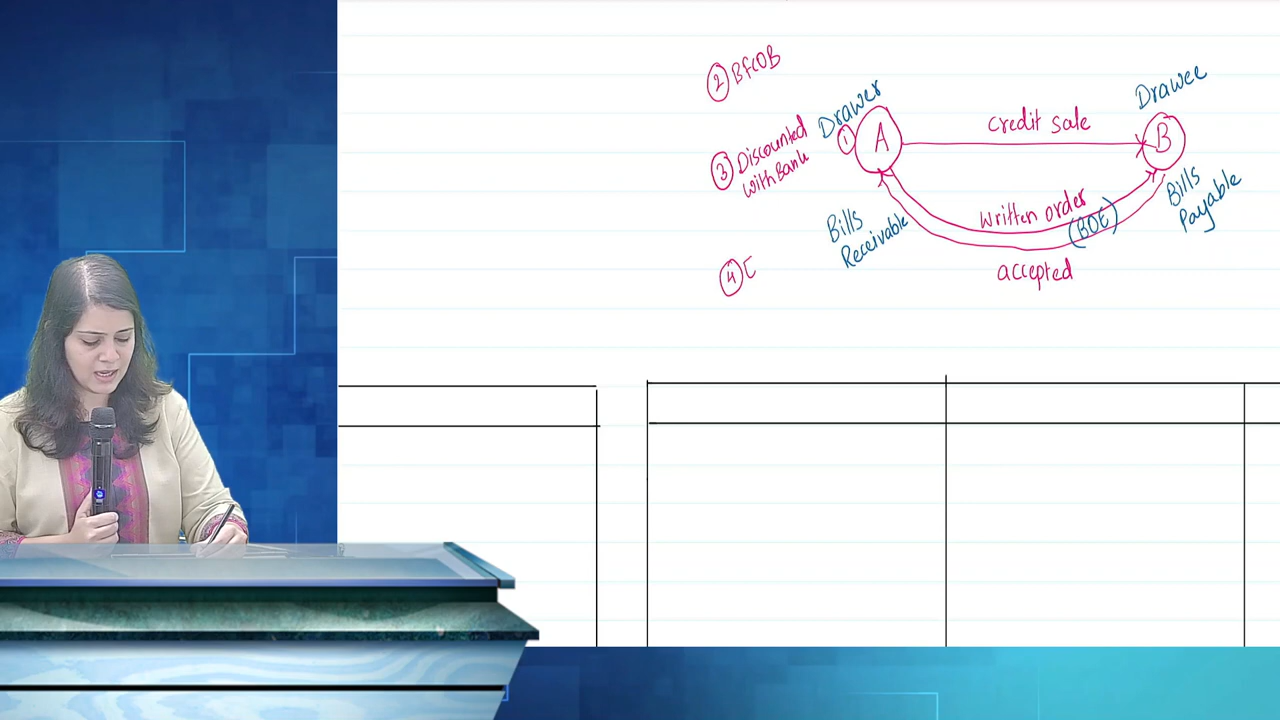 ② BfCOB
Drawer
Drawee
① A
credit sale
B
③ Discounted
with Bank
Bills
Receivable
written order
(BOE)
Bills
Payable
accepted
④ E